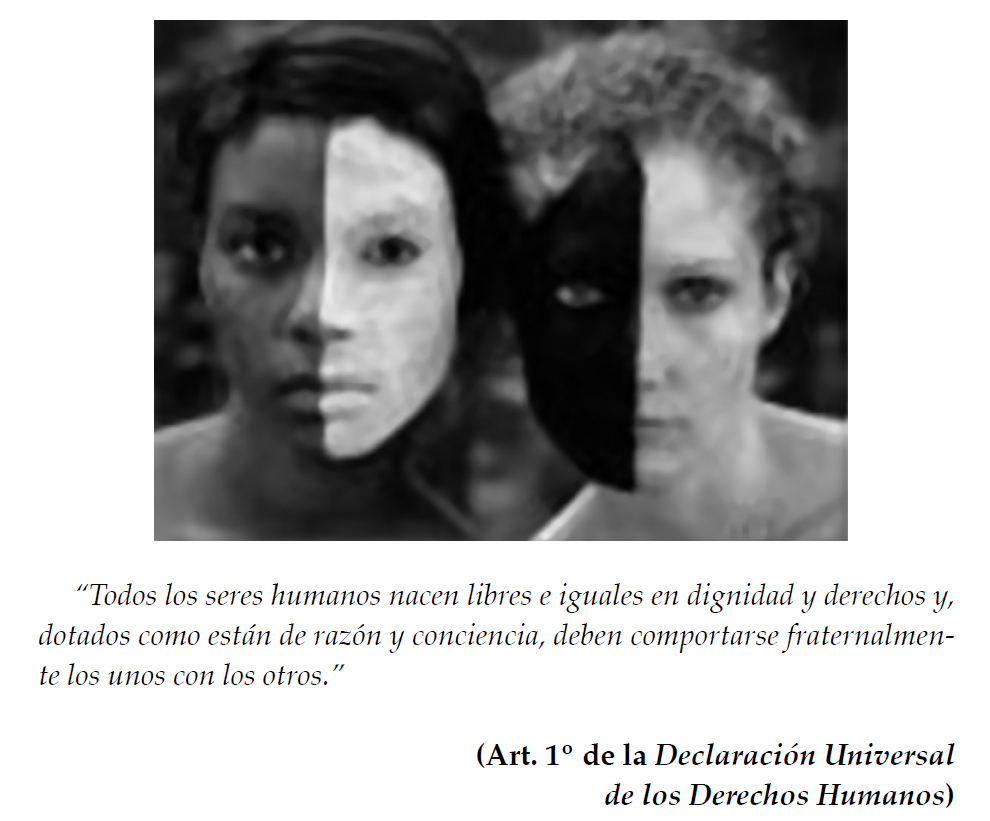 “Todos los seres humanos nacen libres e iguales en dignidad y derechos y,
dotados como están de razón y conciencia, deben comportarse fraternalmen-
te los unos con los otros.”
(Art. 1º de la Declaración Universal
de los Derechos Humanos)